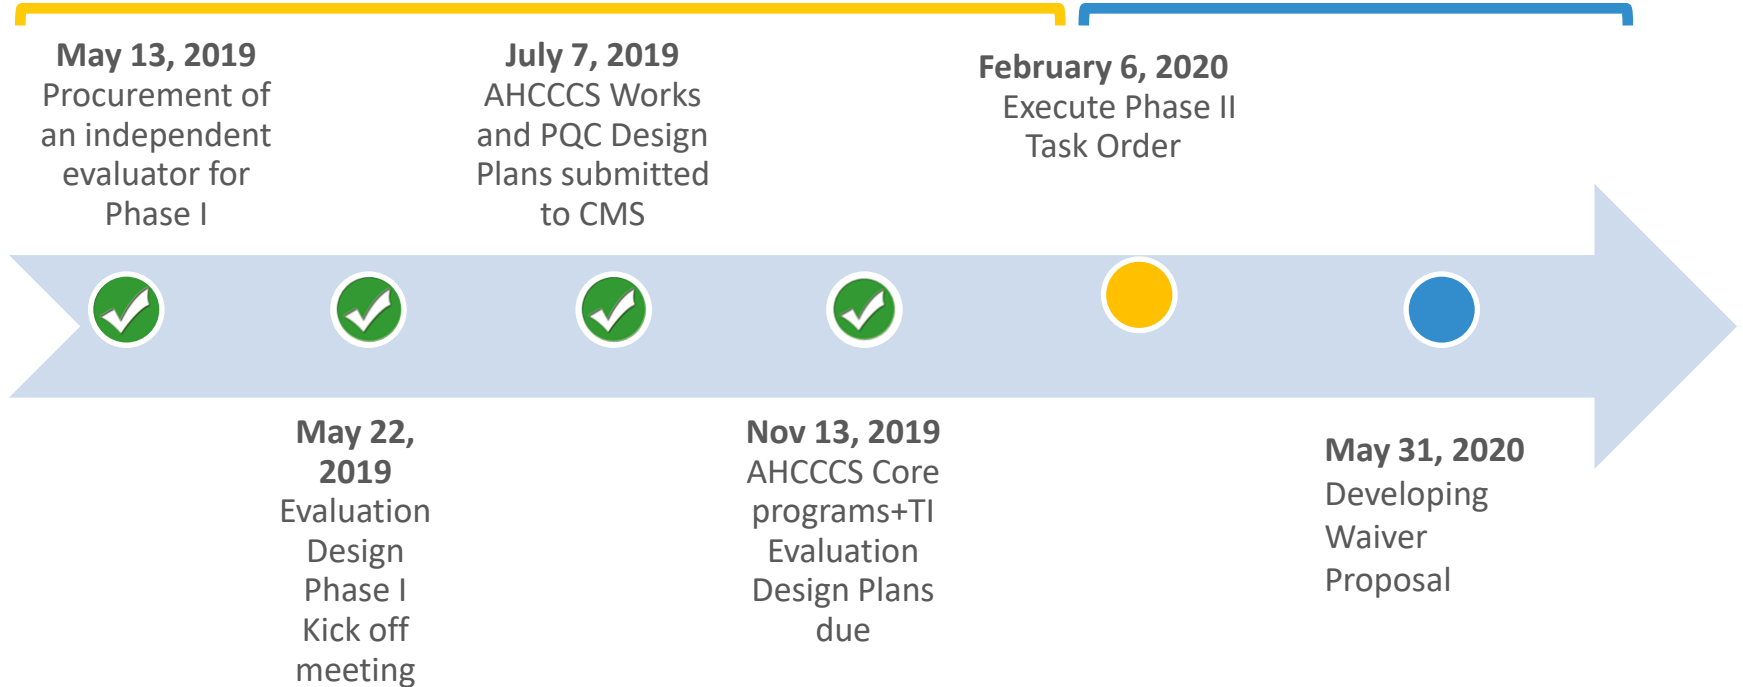 May 13, 2019
Procurement of
an independent
evaluator for
Phase I
July 7, 2019
AHCCCS Works
and PQC Design
Plans submitted
to CMS
February 6, 2020
Execute Phase II
Task Order
May 22,
2019
Evaluation
Design
Phase I
Kick off
meeting
Nov 13, 2019
AHCCCS Core
programs+TI
Evaluation
Design Plans
due
May 31, 2020
Developing
Waiver
Proposal